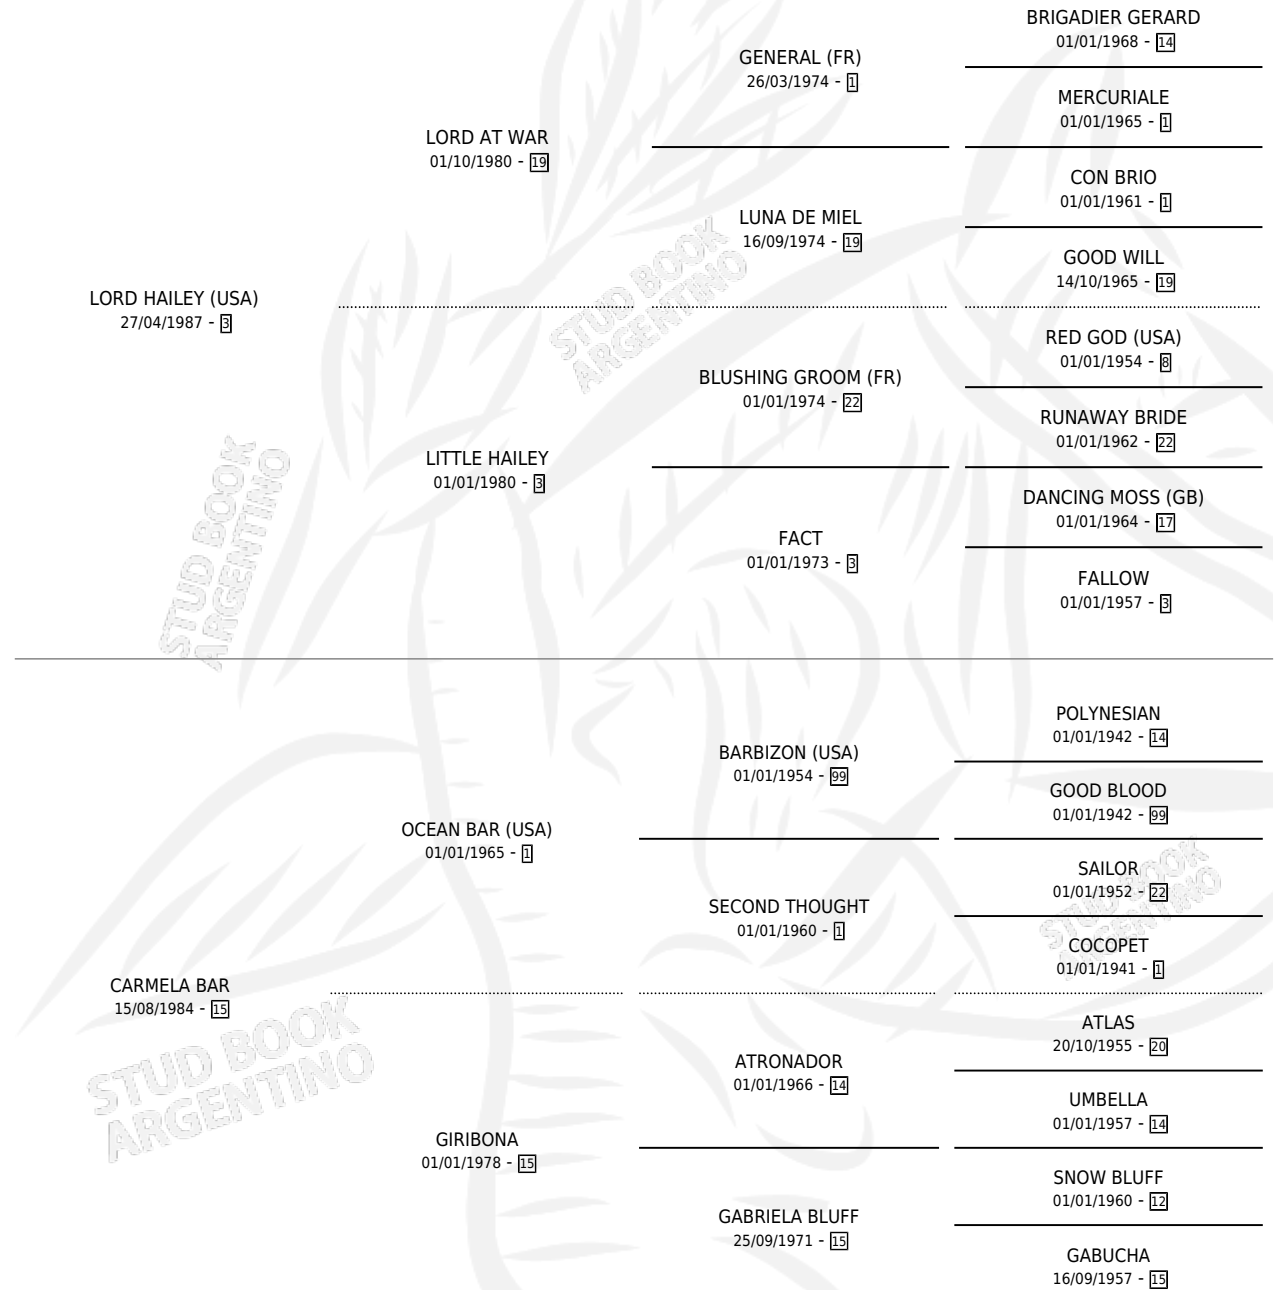 BRIGADIER GERARD
01/01/1968 - 14
GENERAL (FR)
26/03/1974 - 1
MERCURIALE
01/01/1965 - 1
LORD AT WAR
01/10/1980 - 19
CON BRIO
01/01/1961 - 1
LUNA DE MIEL
16/09/1974 - 19
GOOD WILL
14/10/1965 - 19
LORD HAILEY (USA)
27/04/1987 - 3
STUD BOOK
ARGENTINO
RED GOD (USA)
01/01/1954 - 8
BLUSHING GROOM (FR)
01/01/1974 - 22
RUNAWAY BRIDE
01/01/1962 - 22
LITTLE HAILEY
01/01/1980 - 3
DANCING MOSS (GB)
01/01/1964 - 17
FACT
01/01/1973 - 3
FALLOW
01/01/1957 - 3
STUD BOOK
ARGENTINO
POLYNESIAN
01/01/1942 - 14
BARBIZON (USA)
01/01/1954 - 99
GOOD BLOOD
01/01/1942 - 99
OCEAN BAR (USA)
01/01/1965 - 1
SAILOR
01/01/1952 - 22
SECOND THOUGHT
01/01/1960 - 1
COCOPET
01/01/1941 - 1
STUD BOOK
ARGENTINO
CARMELA BAR
15/08/1984 - 15
ATLAS
20/10/1955 - 20
ATRONADOR
01/01/1966 - 14
UMBELLA
01/01/1957 - 14
STUD BOOK
ARGENTINO
GIRIBONA
01/01/1978 - 15
SNOW BLUFF
01/01/1960 - 12
GABRIELA BLUFF
25/09/1971 - 15
GABUCHA
16/09/1957 - 15